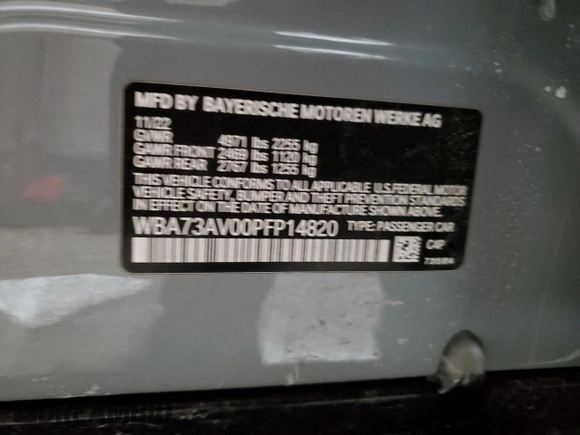 MFD BY BAYERISCHE MOTOREN WERKE AG
11/22
GVWR 4971 lbs 2255 kg
GAWR FRONT 2469 lbs 1120 kg
GAWR REAR 2767 lbs 1255 kg
THIS VEHICLE CONFORMS TO ALL APPLICABLE U.S. FEDERAL MOTOR
VEHICLE SAFETY, BUMPER AND THEFT PREVENTION STANDARDS
IN EFFECT ON THE DATE OF MANUFACTURE SHOWN ABOVE.
WBA73AV00PFP14820 TYPE: PASSENGER CAR
C4P